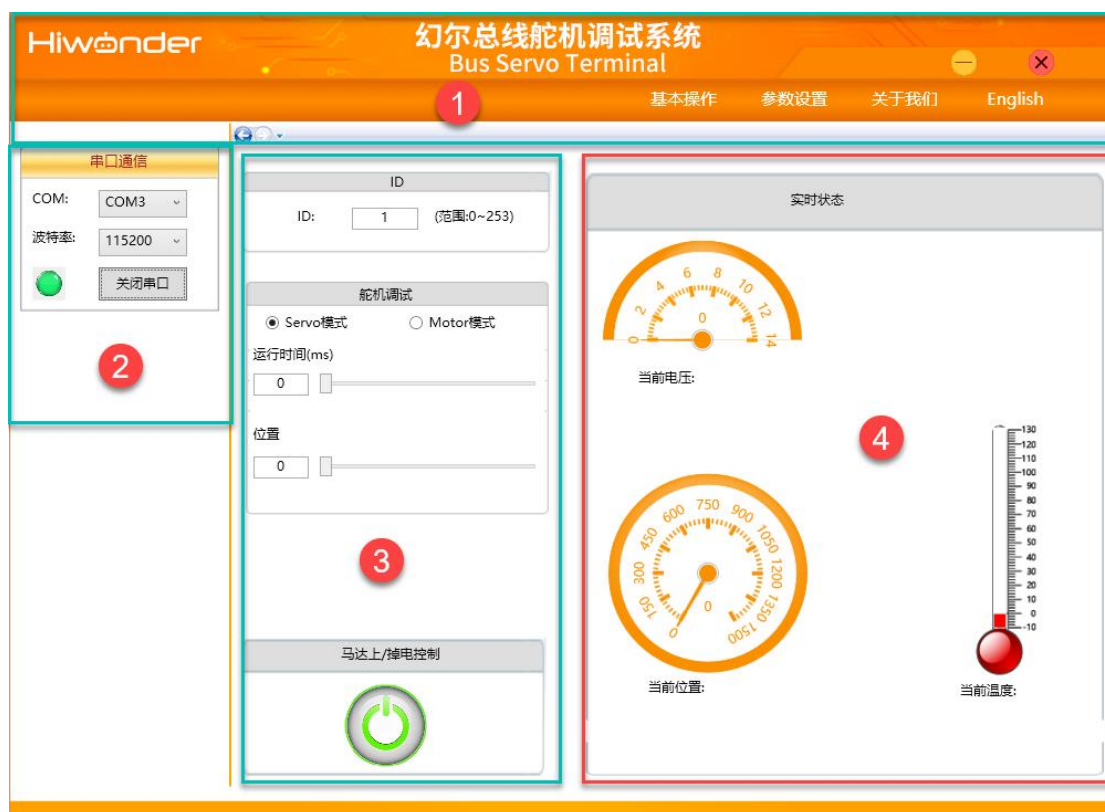 Hiwonder
幻尔总线舵机调试系统
Bus Servo Terminal
1
基本操作 参数设置 关于我们 English
串口通信
COM: COM3
波特率: 115200
关闭串口
2
ID
ID: 1 (范围:0~253)
舵机调试
Servo模式 Motor模式
运行时间(ms)
0
位置
0
3
马达上/掉电控制
实时状态
0 2 4 6 8 10 12 14
0
当前电压:
4
0 150 300 450 600 750 900 1050 1200 1350 1500
0
当前位置:
130
120
110
100
90
80
70
60
50
40
30
20
10
0
-10
当前温度: